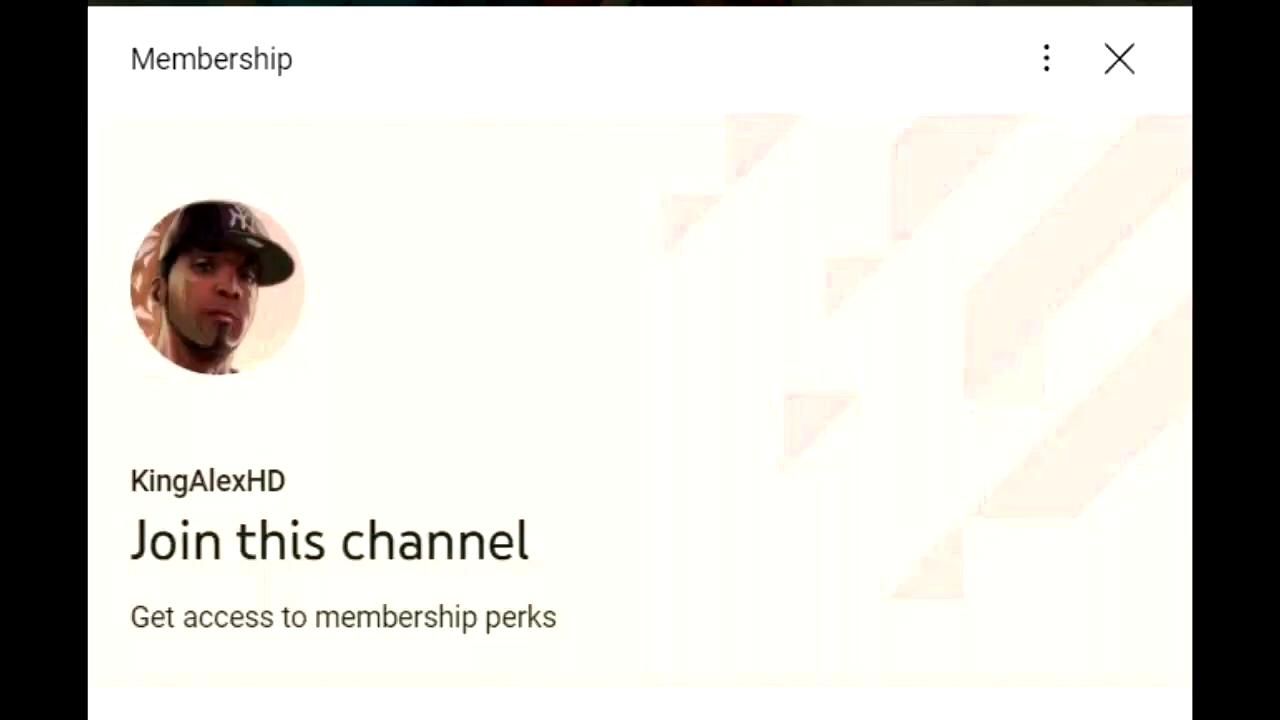 Membership
KingAlexHD
Join this channel
Get access to membership perks